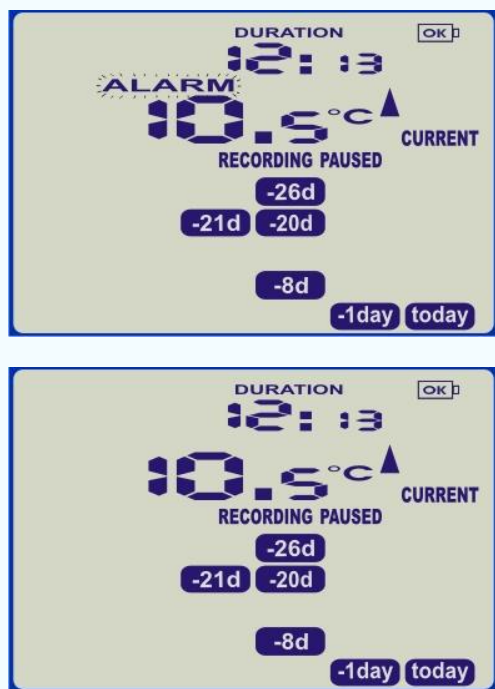 DURATION OK
12:13
ALARM
10.5°C
CURRENT
RECORDING PAUSED
-26d
-21d -20d
-8d
-1day today
DURATION OK
12:13
10.5°C
CURRENT
RECORDING PAUSED
-26d
-21d -20d
-8d
-1day today